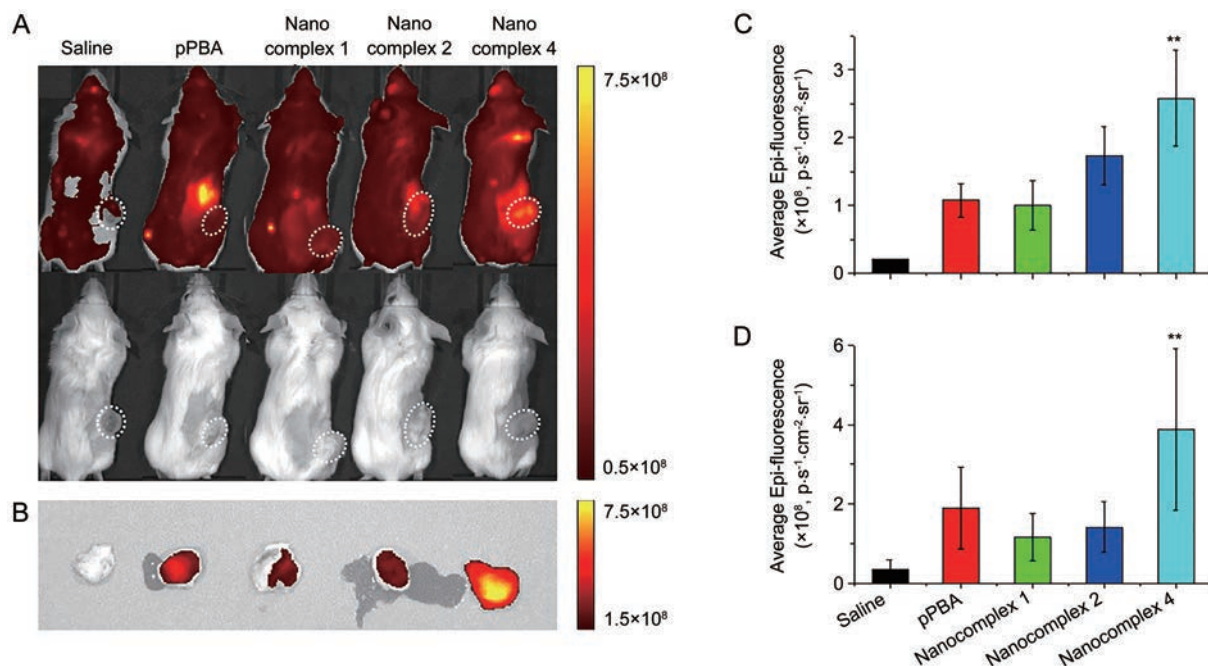 A
Saline
pPBA
Nano
complex 1
Nano
complex 2
Nano
complex 4
7.5×10⁸
0.5×10⁸
B
7.5×10⁸
1.5×10⁸
C
Average Epi-fluorescence
(×10⁸, p·s⁻¹·cm⁻²·sr⁻¹)
3
2
1
0
**
D
Average Epi-fluorescence
(×10⁸, p·s⁻¹·cm⁻²·sr⁻¹)
6
4
2
0
**
Saline
pPBA
Nanocomplex 1
Nanocomplex 2
Nanocomplex 4